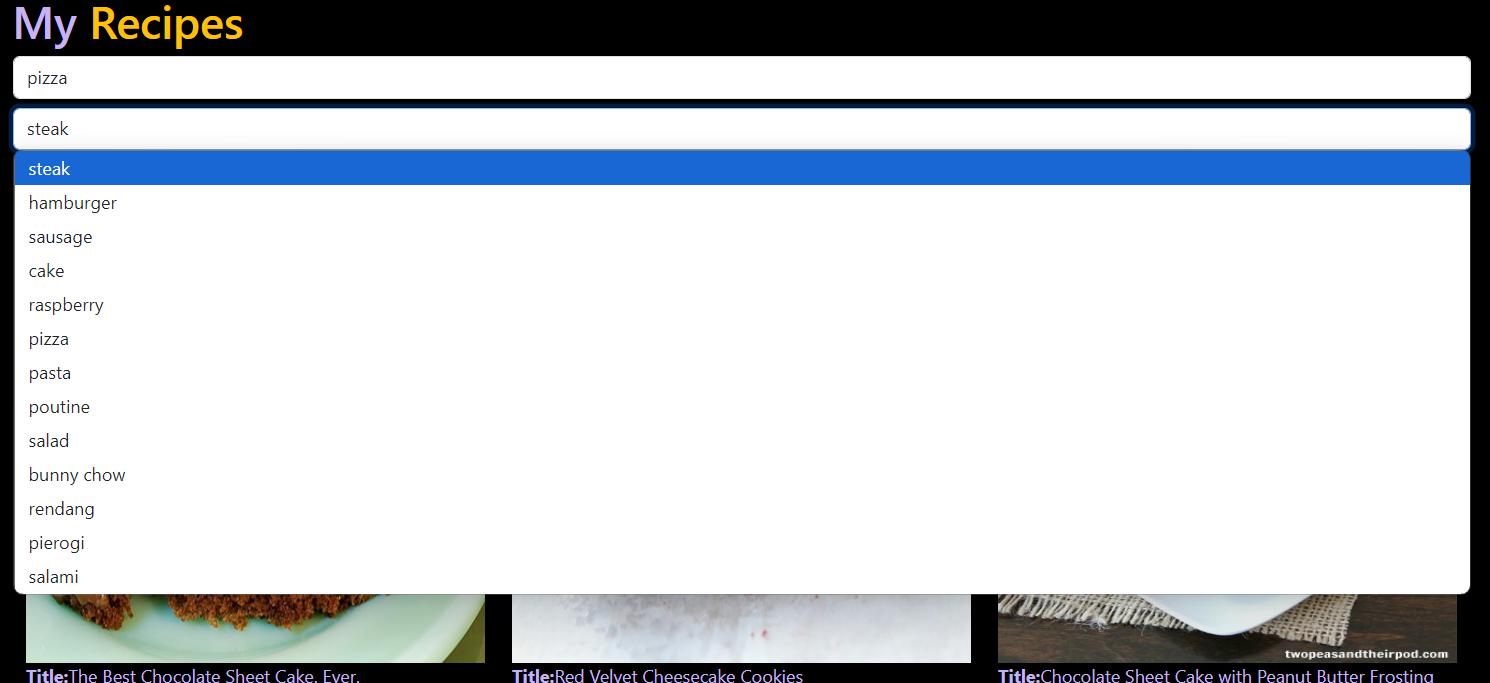 My Recipes
pizza
steak
steak
hamburger
sausage
cake
raspberry
pizza
pasta
poutine
salad
bunny chow
rendang
pierogi
salami
twopeasandtheirpod.com
Title:The Best Chocolate Sheet Cake. Ever.
Title:Red Velvet Cheesecake Cookies
Title:Chocolate Sheet Cake with Peanut Butter Frosting